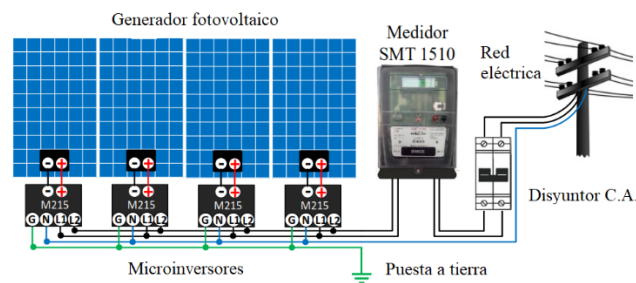 Generador fotovoltaico
Medidor
SMT 1510
Red
eléctrica
- + - + - + - +
- + - + - + - +
M215 M215 M215 M215
G N L1 L2 G N L1 L2 G N L1 L2 G N L1 L2
Disyuntor C.A.
Microinversores
Puesta a tierra